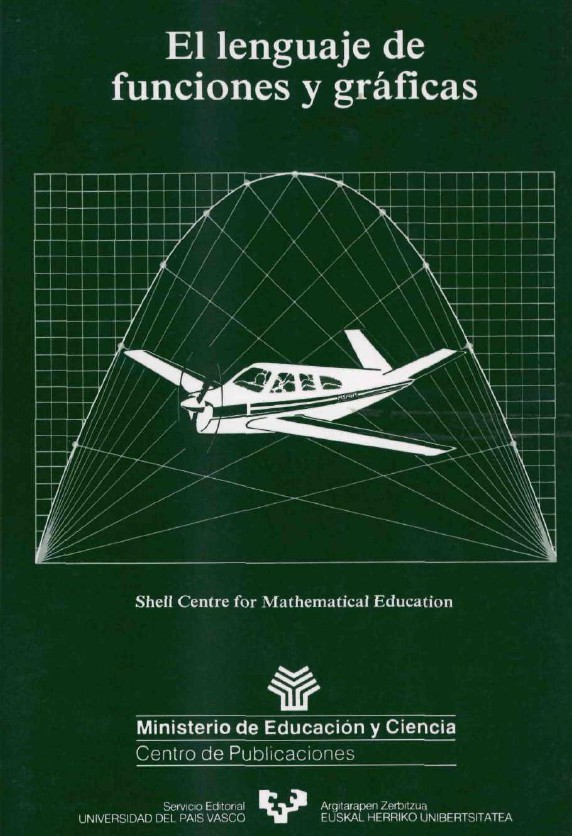 El lenguaje de
funciones y gráficas
Shell Centre for Mathematical Education
Ministerio de Educación y Ciencia
Centro de Publicaciones
Servicio Editorial
UNIVERSIDAD DEL PAIS VASCO
Argitarapen Zerbitzua
EUSKAL HERRIKO UNIBERTSITATEA